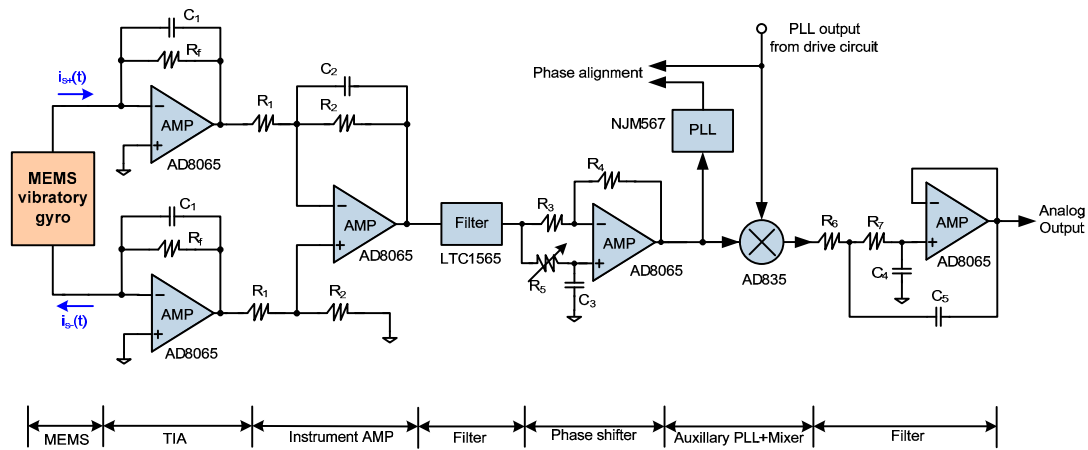 C1
Rf
is+(t)
AMP
AD8065
R1
C2
R2
MEMS
vibratory
gyro
C1
Rf
is-(t)
AMP
AD8065
R1
R2
AMP
AD8065
Filter
LTC1565
R3
R4
R5
C3
AMP
AD8065
Phase alignment
NJM567
PLL
PLL output
from drive circuit
AD835
R6
R7
C4
C5
AMP
AD8065
Analog
Output
MEMS
TIA
Instrument AMP
Filter
Phase shifter
Auxillary PLL+Mixer
Filter